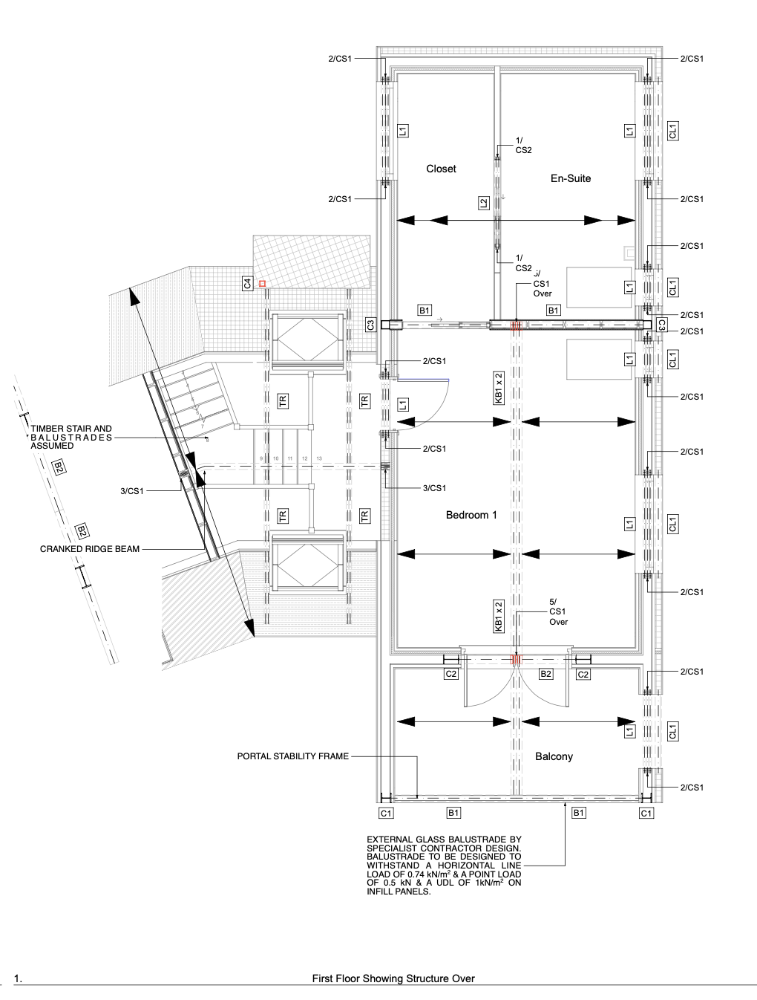 2/CS1
2/CS1
L1
L1
CL1
1/
CS2
Closet
En-Suite
2/CS1
2/CS1
L2
2/CS1
1/
CS2
CS1
Over
C4
L1
CL1
B1
B1
2/CS1
C3
C3
2/CS1
2/CS1
L1
CL1
KB1 x 2
TR
TR
L1
2/CS1
TIMBER STAIR AND
BALUSTRADES
ASSUMED
7
2/CS1
2/CS1
9
10
11
12
13
B2
3/CS1
3/CS1
TR
TR
Bedroom 1
L1
CL1
B2
CRANKED RIDGE BEAM
2/CS1
KB1 x 2
5/
CS1
Over
C2
B2
C2
2/CS1
L1
CL1
PORTAL STABILITY FRAME
Balcony
2/CS1
C1
B1
B1
C1
EXTERNAL GLASS BALUSTRADE BY
SPECIALIST CONTRACTOR DESIGN.
BALUSTRADE TO BE DESIGNED TO
WITHSTAND A HORIZONTAL LINE
LOAD OF 0.74 kN/m² & A POINT LOAD
OF 0.5 kN & A UDL OF 1kN/m² ON
INFILL PANELS.
1.
First Floor Showing Structure Over